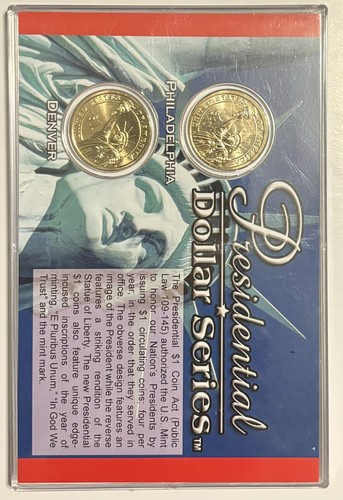 Presidential
Dollar Series™
PHILADELPHIA
DENVER
The Presidential $1 Coin Act (Public
Law 109-145) authorized the U.S. Mint
to honor our Nation's Presidents by
issuing $1 circulating coins, four per
year, in the order that they served in
office. The obverse design features an
image of the president while the reverse
features a striking rendition of the
Statue of Liberty. The new Presidential
$1 coins also feature unique edge-
incused inscriptions of the year of
minting, "E Pluribus Unum," "In God We
Trust" and the mint mark.